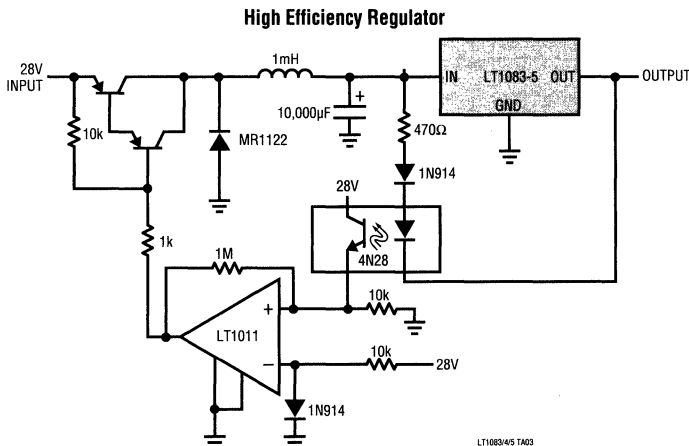 High Efficiency Regulator
28V
INPUT
1mH
IN LT1083-5 OUT
GND
OUTPUT
10k
MR1122
+
10,000µF
470Ω
1N914
28V
4N28
1k
1M
+
10k
LT1011
−
10k
28V
1N914
LT1083/4/5 TA03